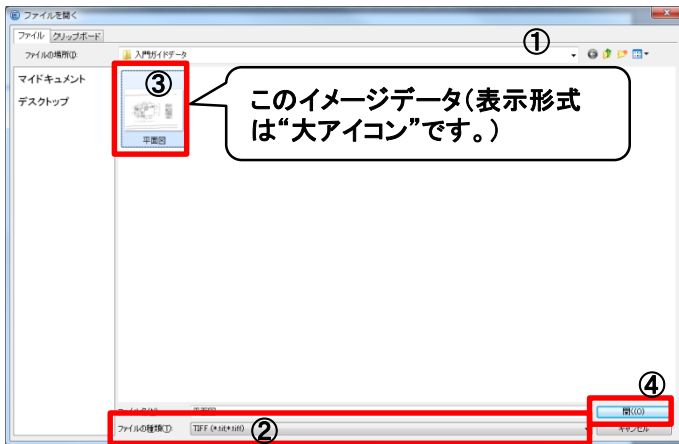 ファイルを開く
ファイル クリップボード
ファイルの場所(I): 入門ガイドデータ ①
マイドキュメント
デスクトップ
③
平面図
このイメージデータ(表示形式
は“大アイコン”です。)
④
平面図
開く(O)
ファイルの種類(T): TIFF (*.tif;*.tiff) ②
キャンセル